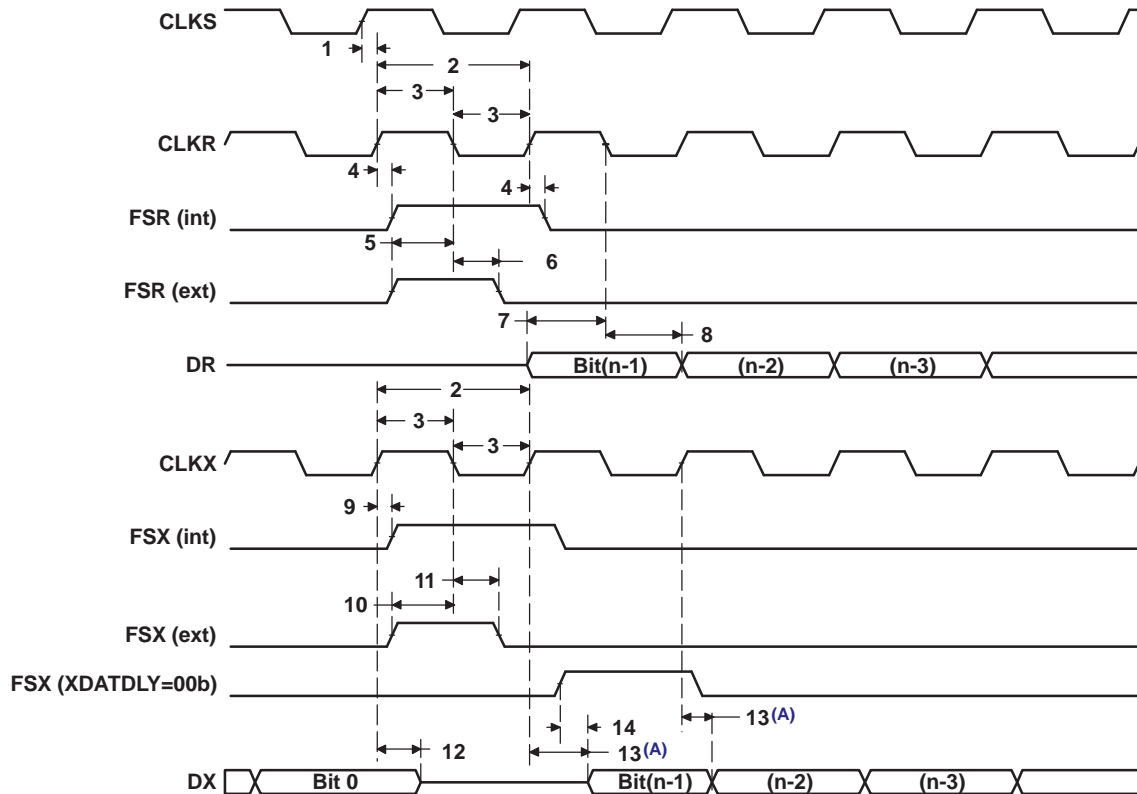 CLKS
1
2
3
3
CLKR
4
4
FSR (int)
5
6
FSR (ext)
7
8
DR
Bit(n-1)
(n-2)
(n-3)
2
3
3
CLKX
9
FSX (int)
11
10
FSX (ext)
FSX (XDATDLY=00b)
14
13(A)
12
13(A)
DX
Bit 0
Bit(n-1)
(n-2)
(n-3)